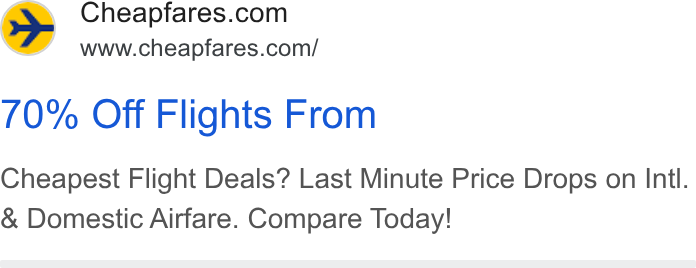 Cheapfares.com
www.cheapfares.com/
70% Off Flights From
Cheapest Flight Deals? Last Minute Price Drops on Intl.
& Domestic Airfare. Compare Today!